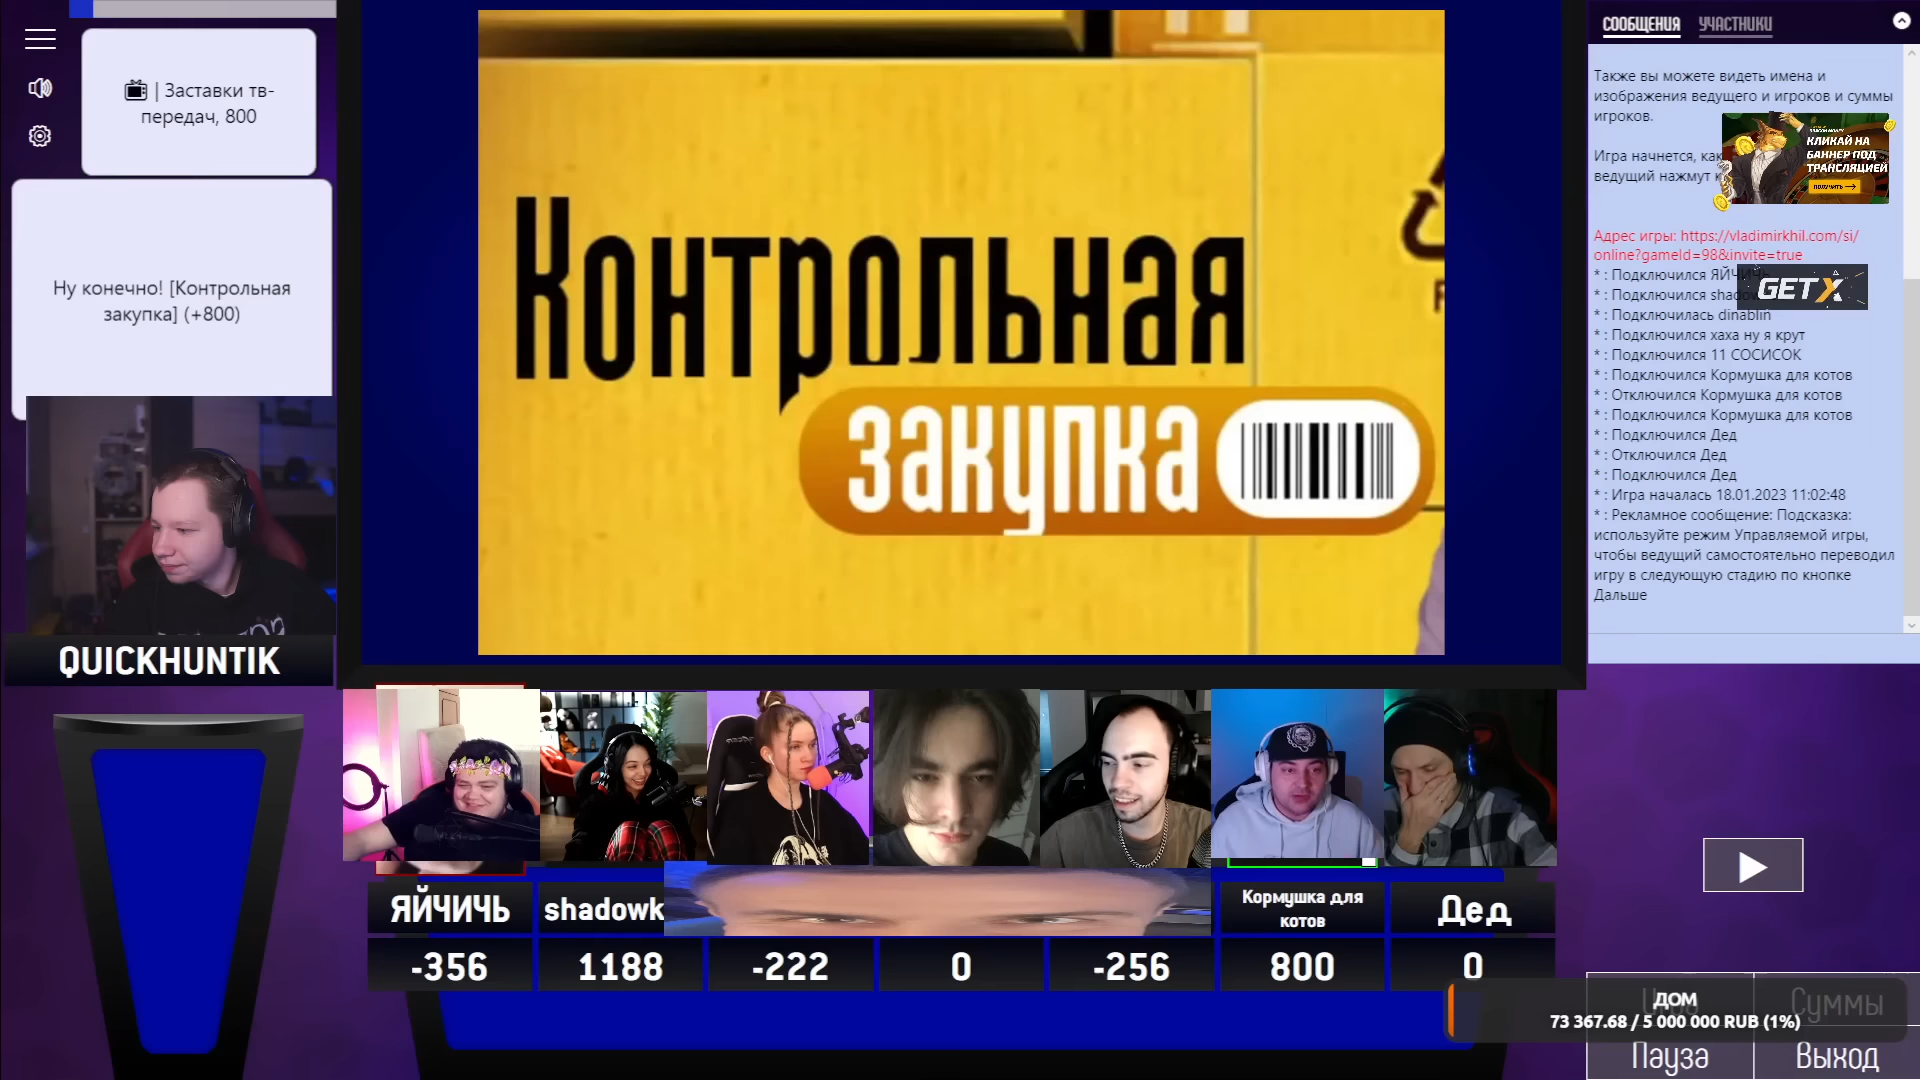 Заставки тв-
передач, 800
Ну конечно! [Контрольная
закупка] (+800)
QUICKHUNTIK
Контрольная
закупка
СООБЩЕНИЯ УЧАСТНИКИ
Также вы можете видеть имена и
изображения ведущего и игроков и суммы
игроков.
Игра начнется, как
ведущий нажмут
КЛИКАЙ НА
БАННЕР ПОД
ТРАНСЛЯЦИЕЙ
ПОЛУЧИТЬ
Адрес игры: https://vladimirkhil.com/si/
online?gameId=98&invite=true
* : Подключился ЯЙЧИЧЬ
* : Подключился shadow
GETX
* : Подключилась dinablin
* : Подключился хаха ну я крут
* : Подключился 11 СОСИСОК
* : Подключился Кормушка для котов
* : Отключился Кормушка для котов
* : Подключился Кормушка для котов
* : Подключился Дед
* : Отключился Дед
* : Подключился Дед
* : Игра началась 18.01.2023 11:02:48
* : Рекламное сообщение: Подсказка:
используйте режим Управляемой игры,
чтобы ведущий самостоятельно переводил
игру в следующую стадию по кнопке
Дальше
ЯЙЧИЧЬ shadowk Кормушка для
котов
Дед
-356 1188 -222 0 -256 800 0
ДОМ Суммы
73 367.68 / 5 000 000 RUB (1%)
Пауза Выход